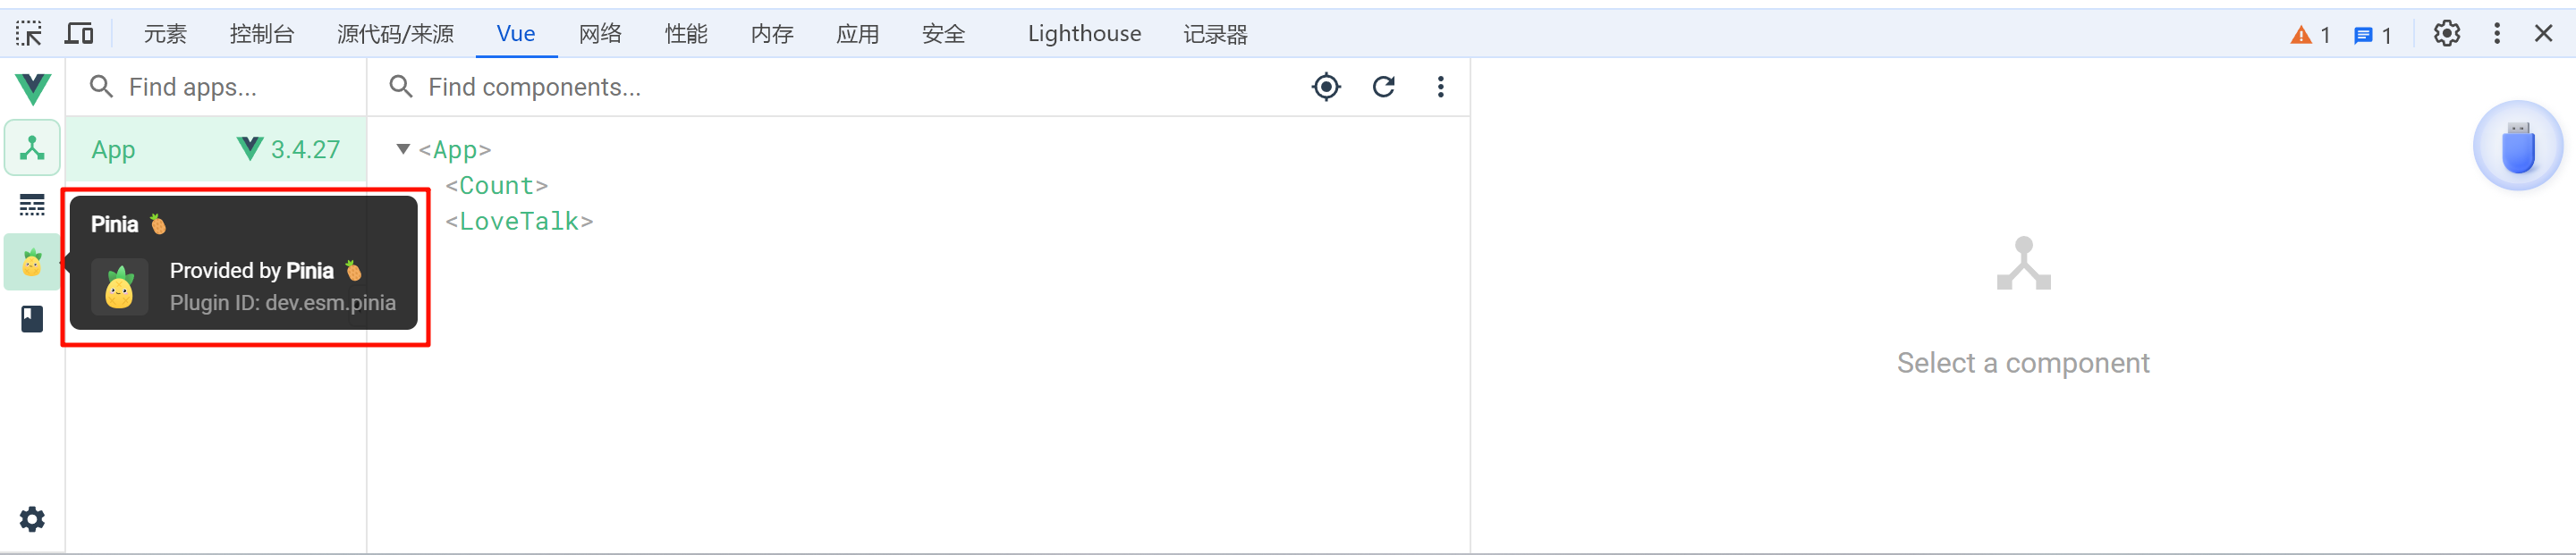 元素 控制台 源代码/来源 Vue 网络 性能 内存 应用 安全 Lighthouse 记录器 1 1
Find apps... Find components...
App 3.4.27 <App>
<Count>
<LoveTalk>
Pinia 🍍
Provided by Pinia 🍍
Plugin ID: dev.esm.pinia
Select a component